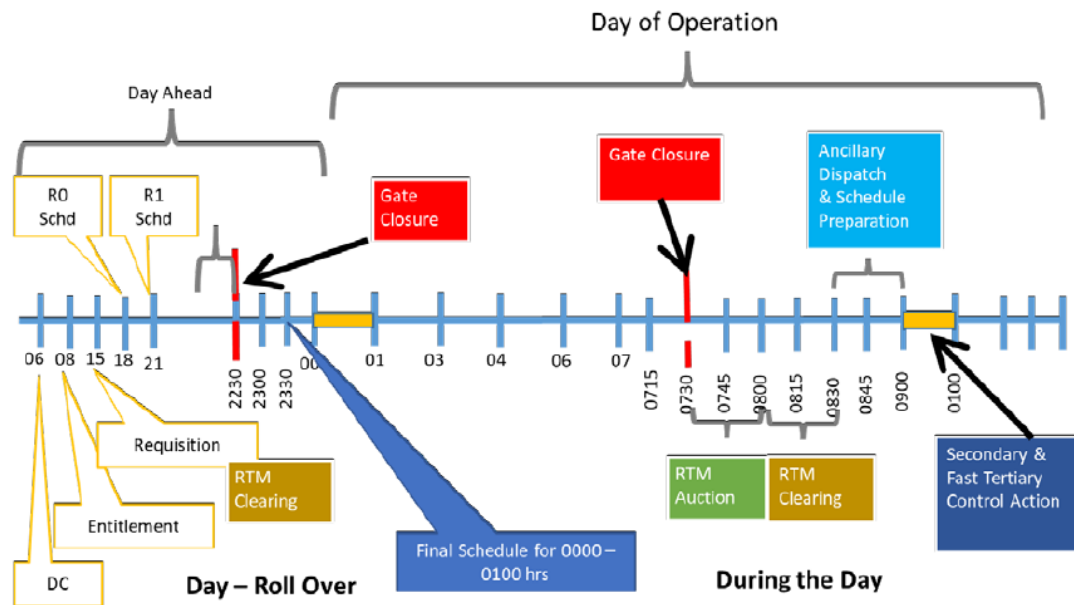 Day of Operation
Day Ahead
R0
Schd
R1
Schd
Gate
Closure
Gate Closure
Ancillary
Dispatch
& Schedule
Preparation
06
08
15
18
21
2230
2300
2330
00
01
03
04
06
07
0715
0730
0745
0800
0815
0830
0845
0900
0100
Requisition
Entitlement
DC
RTM
Clearing
Final Schedule for 0000 –
0100 hrs
RTM
Auction
RTM
Clearing
Secondary &
Fast Tertiary
Control Action
Day – Roll Over
During the Day